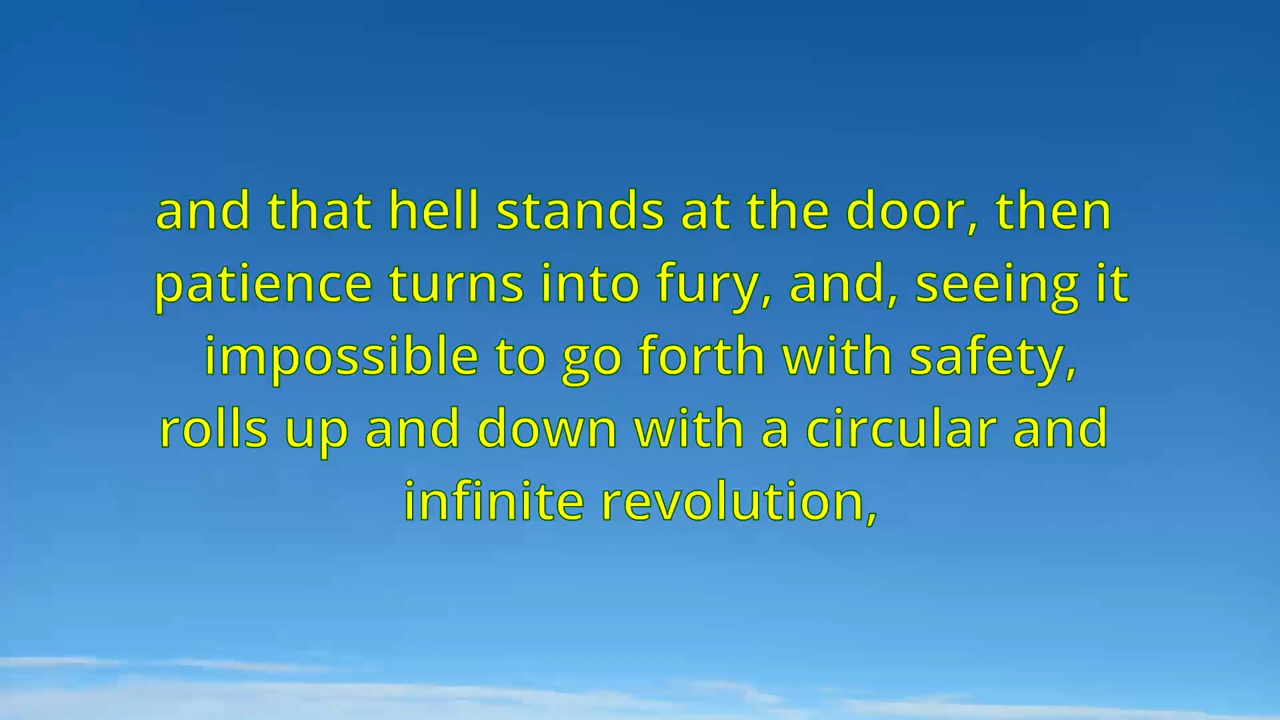 and that hell stands at the door, then
patience turns into fury, and, seeing it
impossible to go forth with safety,
rolls up and down with a circular and
infinite revolution,